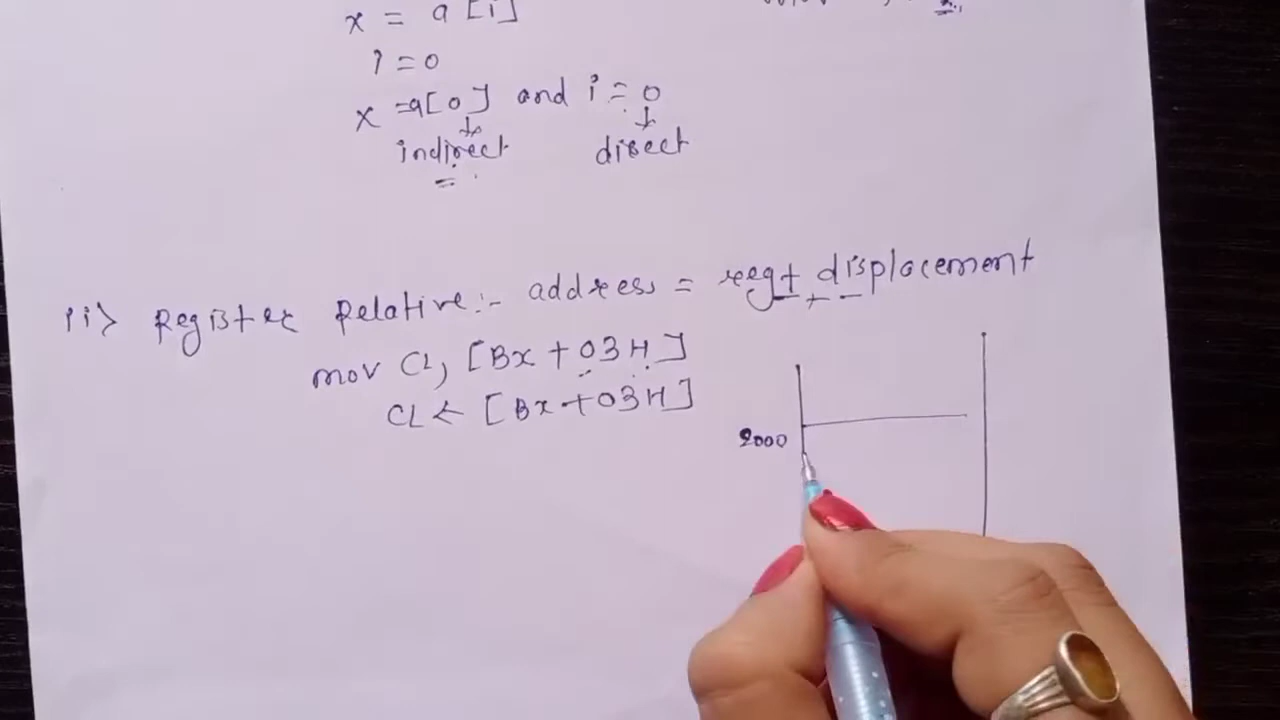 x = a [i]
i = 0
x = a[0] and i = 0
indirect direct
ii> Register Relative:- address = reg + displacement
mov CL, [Bx + 03H]
CL < [Bx + 03H]
2000